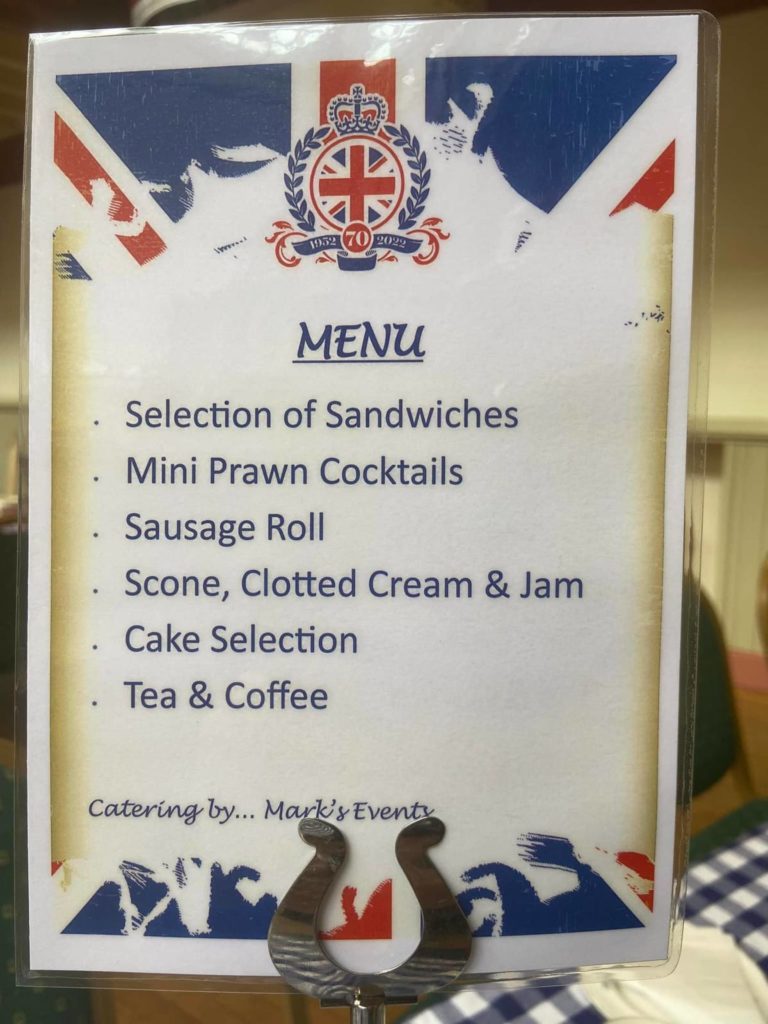 1952 70 2022
MENU
. Selection of Sandwiches
. Mini Prawn Cocktails
. Sausage Roll
. Scone, Clotted Cream & Jam
. Cake Selection
. Tea & Coffee
Catering by... Mark's Events